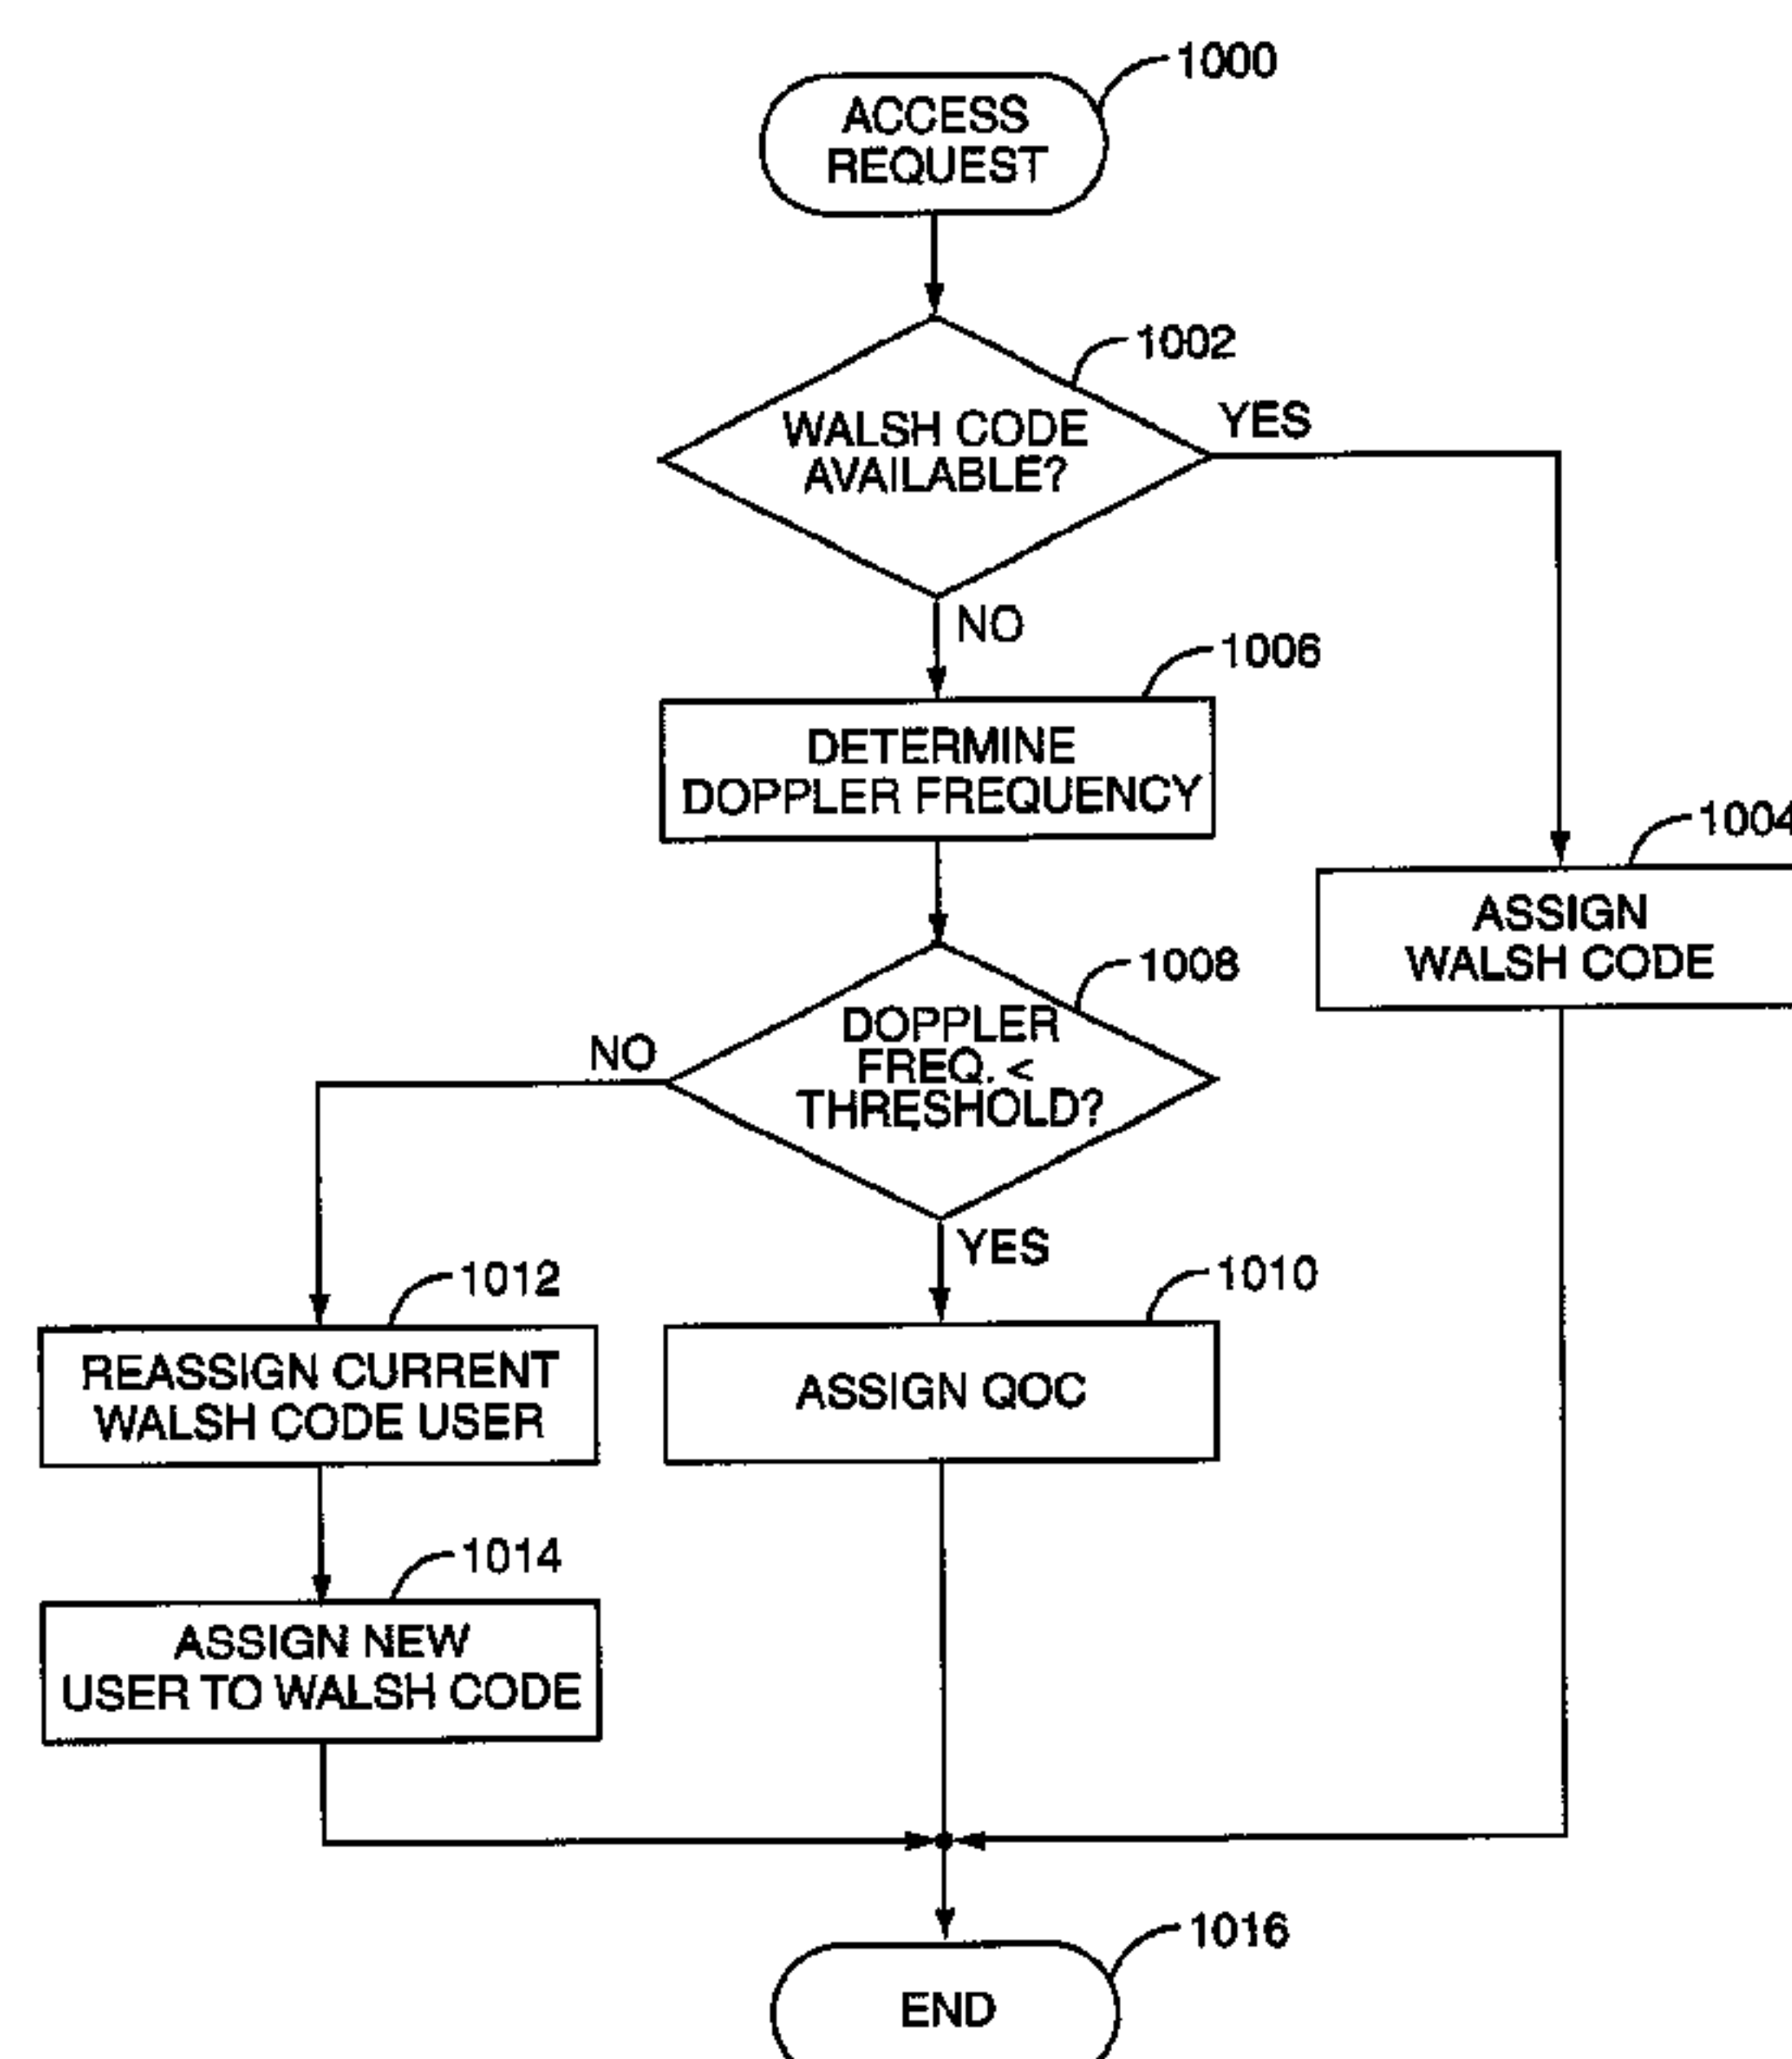 1000
ACCESS
REQUEST
1002
WALSH CODE
AVAILABLE?
YES
NO
1006
DETERMINE
DOPPLER FREQUENCY
1004
ASSIGN
WALSH CODE
1008
DOPPLER
FREQ. <
THRESHOLD?
NO
YES
1012
REASSIGN CURRENT
WALSH CODE USER
1010
ASSIGN QOC
1014
ASSIGN NEW
USER TO WALSH CODE
1016
END